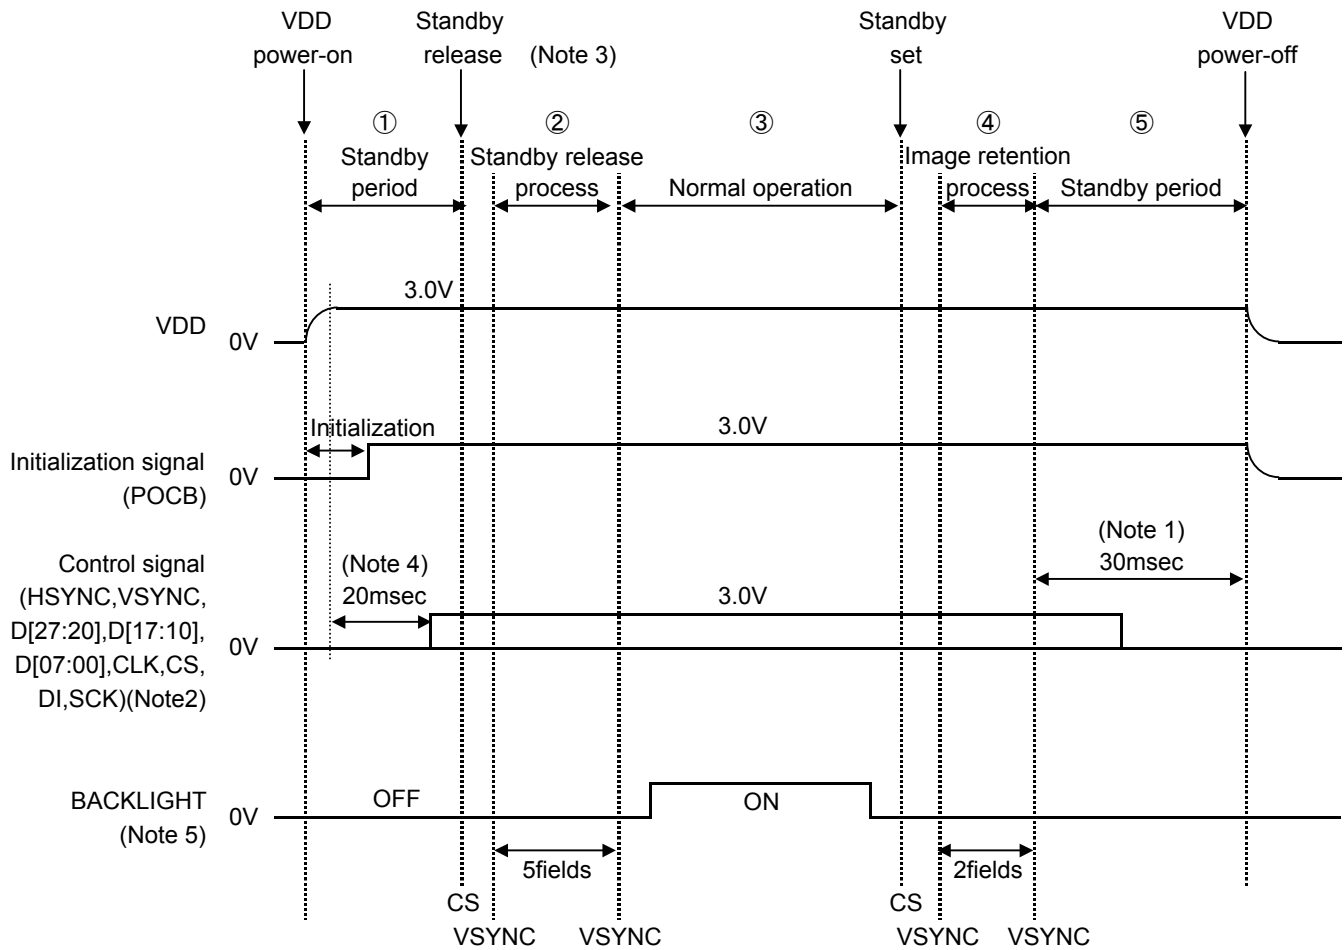 VDD
power-on
Standby
release
(Note 3)
Standby
set
VDD
power-off
①
Standby
period
②
Standby release
process
③
Normal operation
④
Image retention
process
⑤
Standby period
VDD
0V
3.0V
Initialization signal
(POCB)
0V
Initialization
3.0V
Control signal
(HSYNC,VSYNC,
D[27:20],D[17:10],
D[07:00],CLK,CS,
DI,SCK)(Note2)
0V
(Note 4)
20msec
3.0V
(Note 1)
30msec
BACKLIGHT
(Note 5)
0V
OFF
ON
5fields
2fields
CS
VSYNC
VSYNC
CS
VSYNC
VSYNC